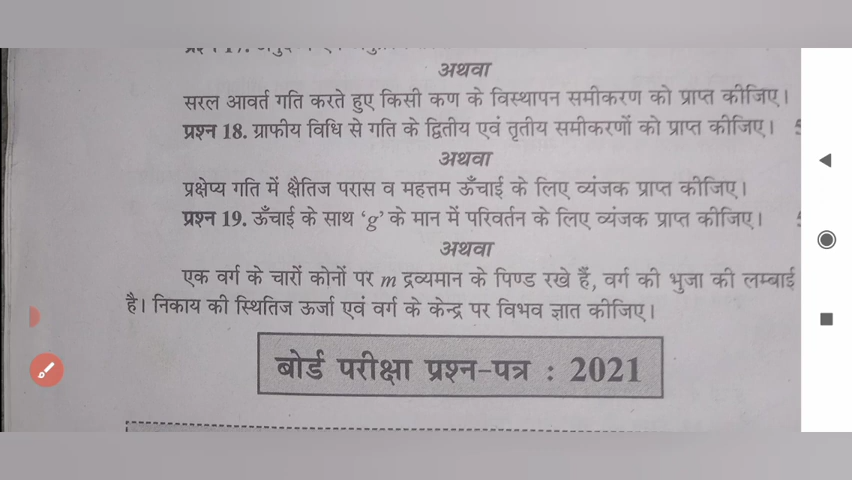 अथवा
सरल आवर्त गति करते हुए किसी कण के विस्थापन समीकरण को प्राप्त कीजिए।
प्रश्न 18. ग्राफीय विधि से गति के द्वितीय एवं तृतीय समीकरणों को प्राप्त कीजिए।
अथवा
प्रक्षेप्य गति में क्षैतिज परास व महत्तम ऊँचाई के लिए व्यंजक प्राप्त कीजिए।
प्रश्न 19. ऊँचाई के साथ ‘g’ के मान में परिवर्तन के लिए व्यंजक प्राप्त कीजिए।
अथवा
एक वर्ग के चारों कोनों पर m द्रव्यमान के पिण्ड रखे हैं, वर्ग की भुजा की लम्बाई
है। निकाय की स्थितिज ऊर्जा एवं वर्ग के केन्द्र पर विभव ज्ञात कीजिए।
बोर्ड परीक्षा प्रश्न-पत्र : 2021